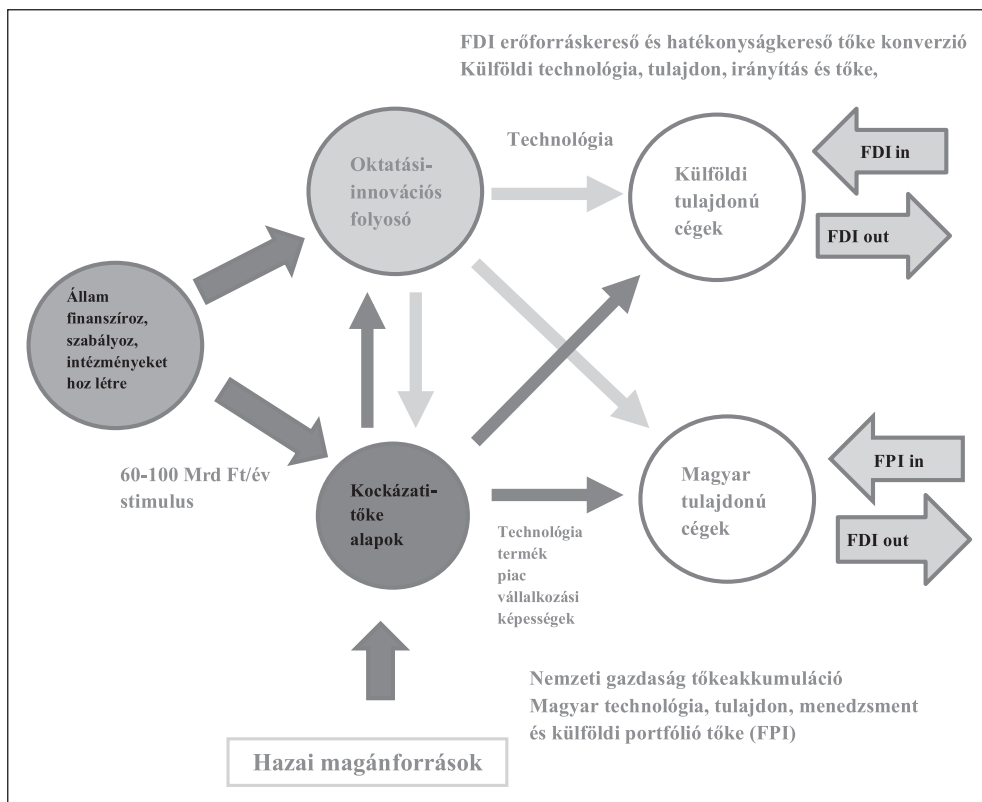 FDI erőforráskereső és hatékonyságkereső tőke konverzió
Külföldi technológia, tulajdon, irányítás és tőke,
Technológia
Oktatási-
innovációs
folyosó
Külföldi
tulajdonú
cégek
FDI in
FDI out
Állam
finanszíroz,
szabályoz,
intézményeket
hoz létre
60-100 Mrd Ft/év
stimulus
Kockázati-
tőke
alapok
Technológia
termék
piac
vállalkozási
képességek
Magyar
tulajdonú
cégek
FPI in
FDI out
Nemzeti gazdaság tőkeakkumuláció
Magyar technológia, tulajdon, menedzsment
és külföldi portfólió tőke (FPI)
Hazai magánforrások